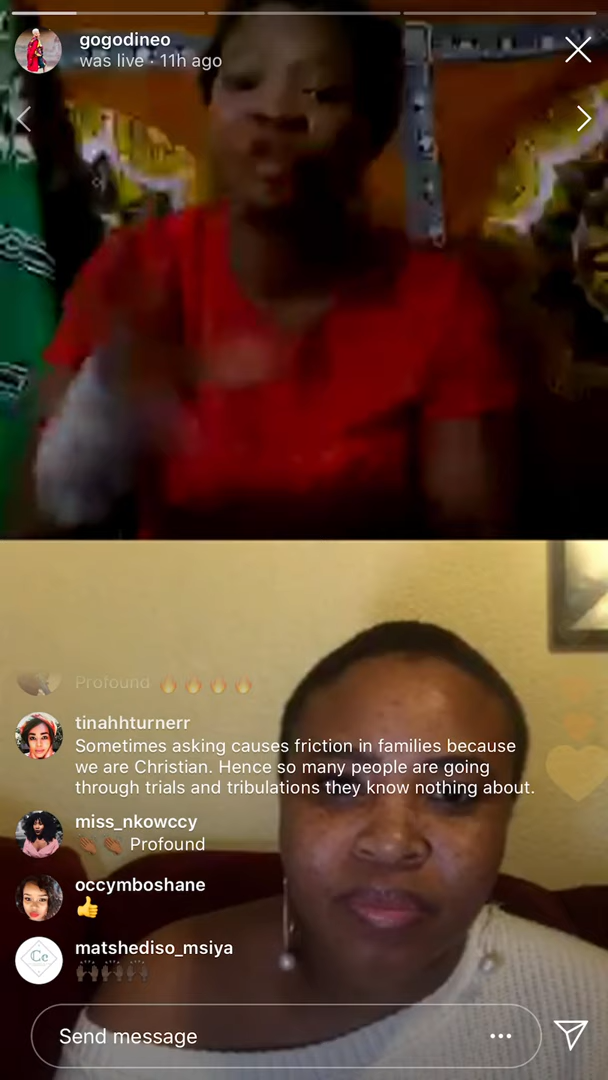 gogodineo
was live · 11h ago
Profound 🔥🔥🔥🔥
tinahhturnerr
Sometimes asking causes friction in families because
we are Christian. Hence so many people are going
through trials and tribulations they know nothing about.
miss_nkowccy
👏🏾👏🏾 Profound
occymboshane
👍
matshediso_msiya
🙌🏿🙌🏿🙌🏿
Send message